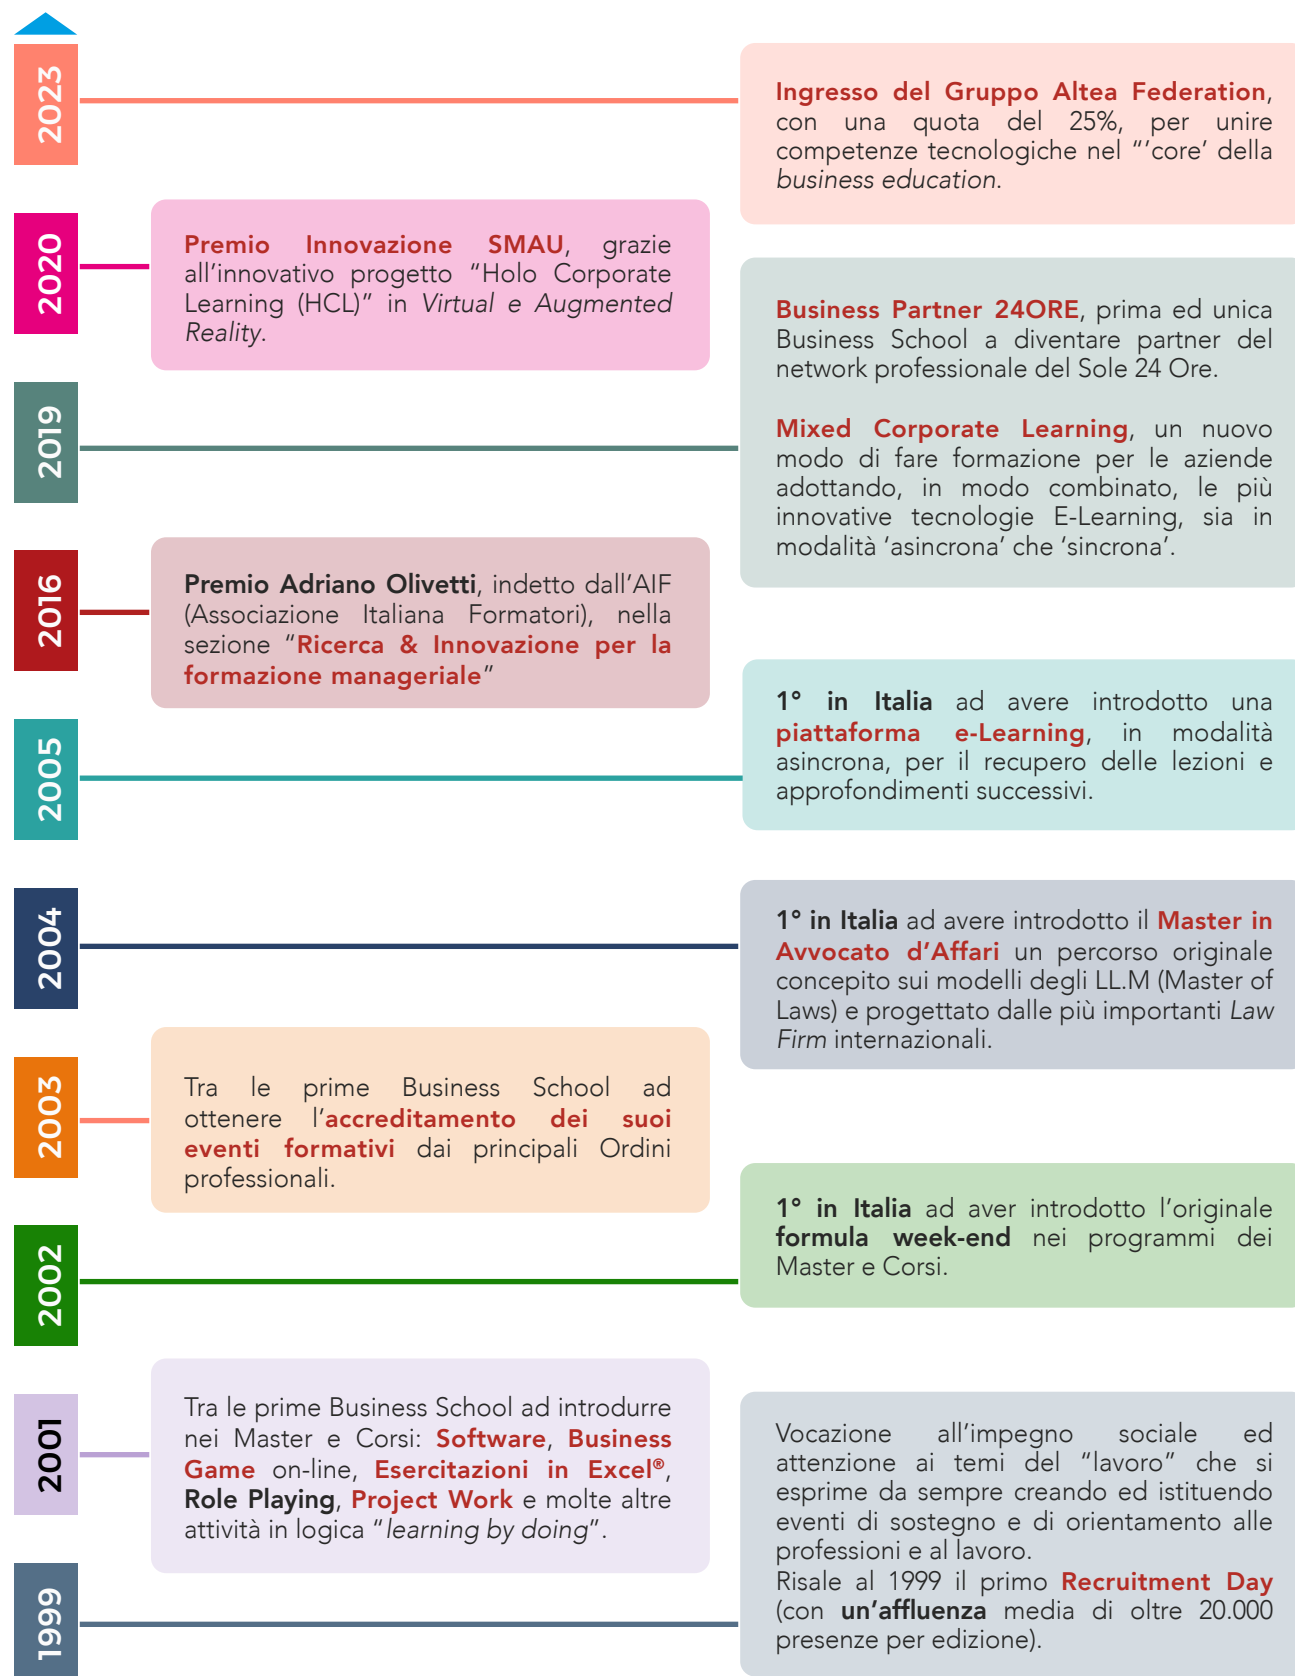 2023
Ingresso del Gruppo Altea Federation,
con una quota del 25%, per unire
competenze tecnologiche nel “‘core’ della
business education.
2020
Premio Innovazione SMAU, grazie
all’innovativo progetto “Holo Corporate
Learning (HCL)” in Virtual e Augmented
Reality.
2019
Business Partner 24ORE, prima ed unica
Business School a diventare partner del
network professionale del Sole 24 Ore.
Mixed Corporate Learning, un nuovo
modo di fare formazione per le aziende
adottando, in modo combinato, le più
innovative tecnologie E-Learning, sia in
modalità ‘asincrona’ che ‘sincrona’.
2016
Premio Adriano Olivetti, indetto dall’AIF
(Associazione Italiana Formatori), nella
sezione “Ricerca & Innovazione per la
formazione manageriale”
2005
1° in Italia ad avere introdotto una
piattaforma e-Learning, in modalità
asincrona, per il recupero delle lezioni e
approfondimenti successivi.
2004
1° in Italia ad avere introdotto il Master in
Avvocato d’Affari un percorso originale
concepito sui modelli degli LL.M (Master of
Laws) e progettato dalle più importanti Law
Firm internazionali.
2003
Tra le prime Business School ad
ottenere l’accreditamento dei suoi
eventi formativi dai principali Ordini
professionali.
2002
1° in Italia ad aver introdotto l’originale
formula week-end nei programmi dei
Master e Corsi.
2001
Tra le prime Business School ad introdurre
nei Master e Corsi: Software, Business
Game on-line, Esercitazioni in Excel®,
Role Playing, Project Work e molte altre
attività in logica “learning by doing”.
1999
Vocazione all’impegno sociale ed
attenzione ai temi del “lavoro” che si
esprime da sempre creando ed istituendo
eventi di sostegno e di orientamento alle
professioni e al lavoro.
Risale al 1999 il primo Recruitment Day
(con un’affluenza media di oltre 20.000
presenze per edizione).